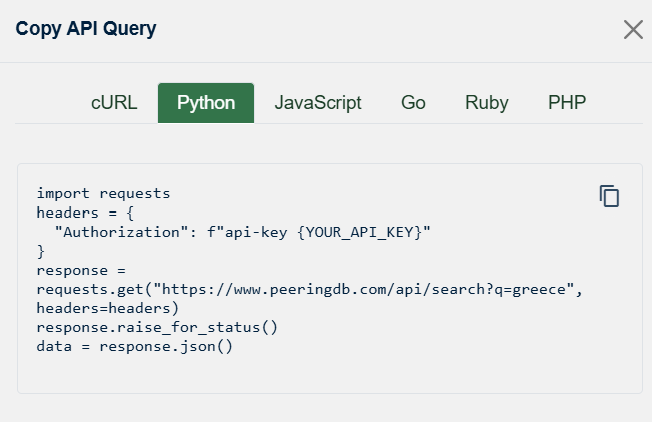 Copy API Query
cURL Python JavaScript Go Ruby PHP
import requests
headers = {
  "Authorization": f"api-key {YOUR_API_KEY}"
}
response =
requests.get("https://www.peeringdb.com/api/search?q=greece",
headers=headers)
response.raise_for_status()
data = response.json()